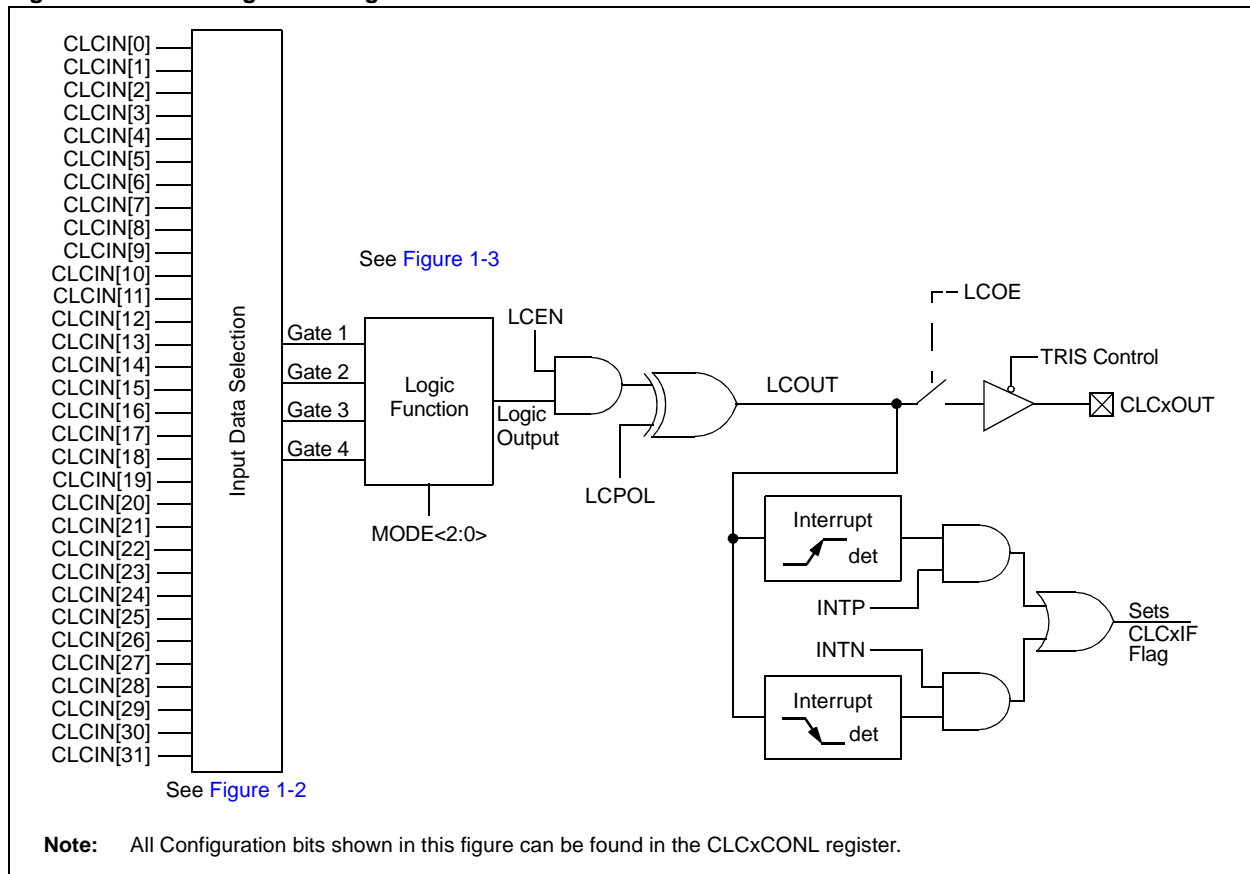 CLCIN[0]
CLCIN[1]
CLCIN[2]
CLCIN[3]
CLCIN[4]
CLCIN[5]
CLCIN[6]
CLCIN[7]
CLCIN[8]
CLCIN[9]
CLCIN[10]
CLCIN[11]
CLCIN[12]
CLCIN[13]
CLCIN[14]
CLCIN[15]
CLCIN[16]
CLCIN[17]
CLCIN[18]
CLCIN[19]
CLCIN[20]
CLCIN[21]
CLCIN[22]
CLCIN[23]
CLCIN[24]
CLCIN[25]
CLCIN[26]
CLCIN[27]
CLCIN[28]
CLCIN[29]
CLCIN[30]
CLCIN[31]
Input Data Selection
See Figure 1-2
Gate 1
Gate 2
Gate 3
Gate 4
See Figure 1-3
Logic
Function
MODE<2:0>
Logic
Output
LCEN
LCPOL
LCOUT
LCOE
TRIS Control
CLCxOUT
Interrupt
det
INTP
INTN
Interrupt
det
Sets
CLCxIF
Flag
Note: All Configuration bits shown in this figure can be found in the CLCxCONL register.